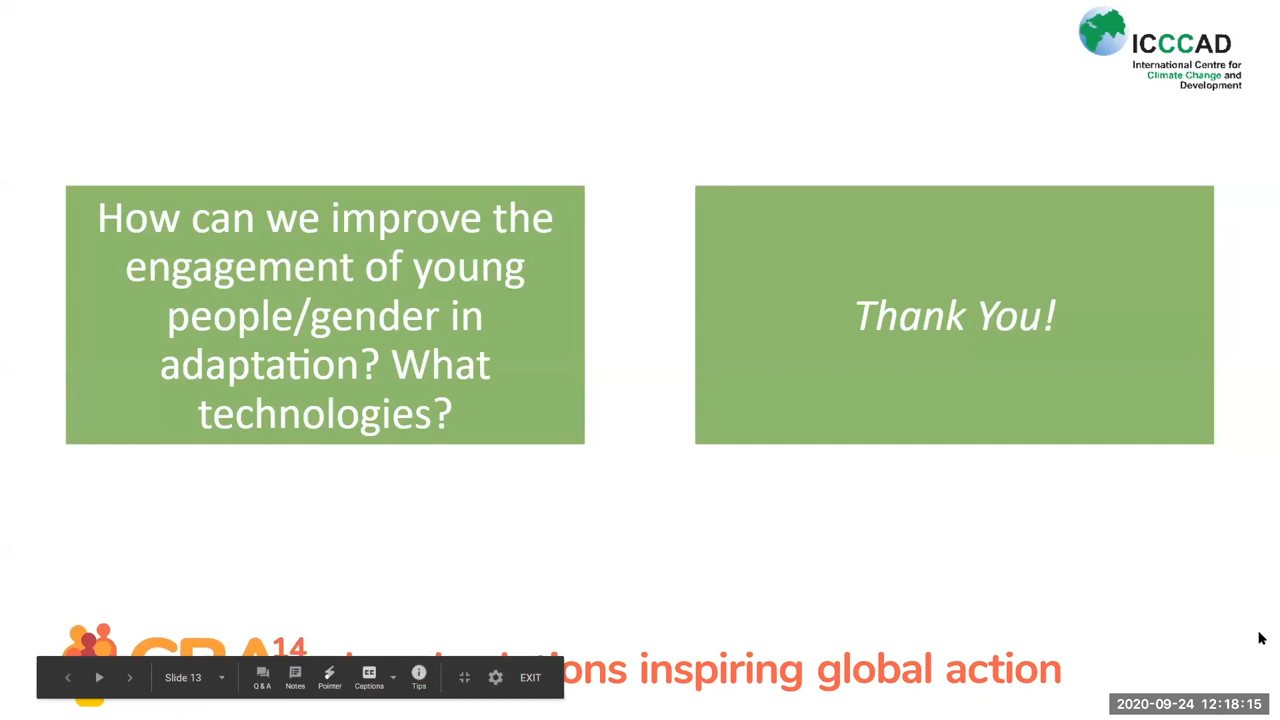 ICCCAD
International Centre for
Climate Change and
Development
How can we improve the
engagement of young
people/gender in
adaptation? What
technologies?
Thank You!
14
inspiring global action
Slide 13
Q & A
Notes
Pointer
Captions
Tips
EXIT
2020-09-24 12:18:15